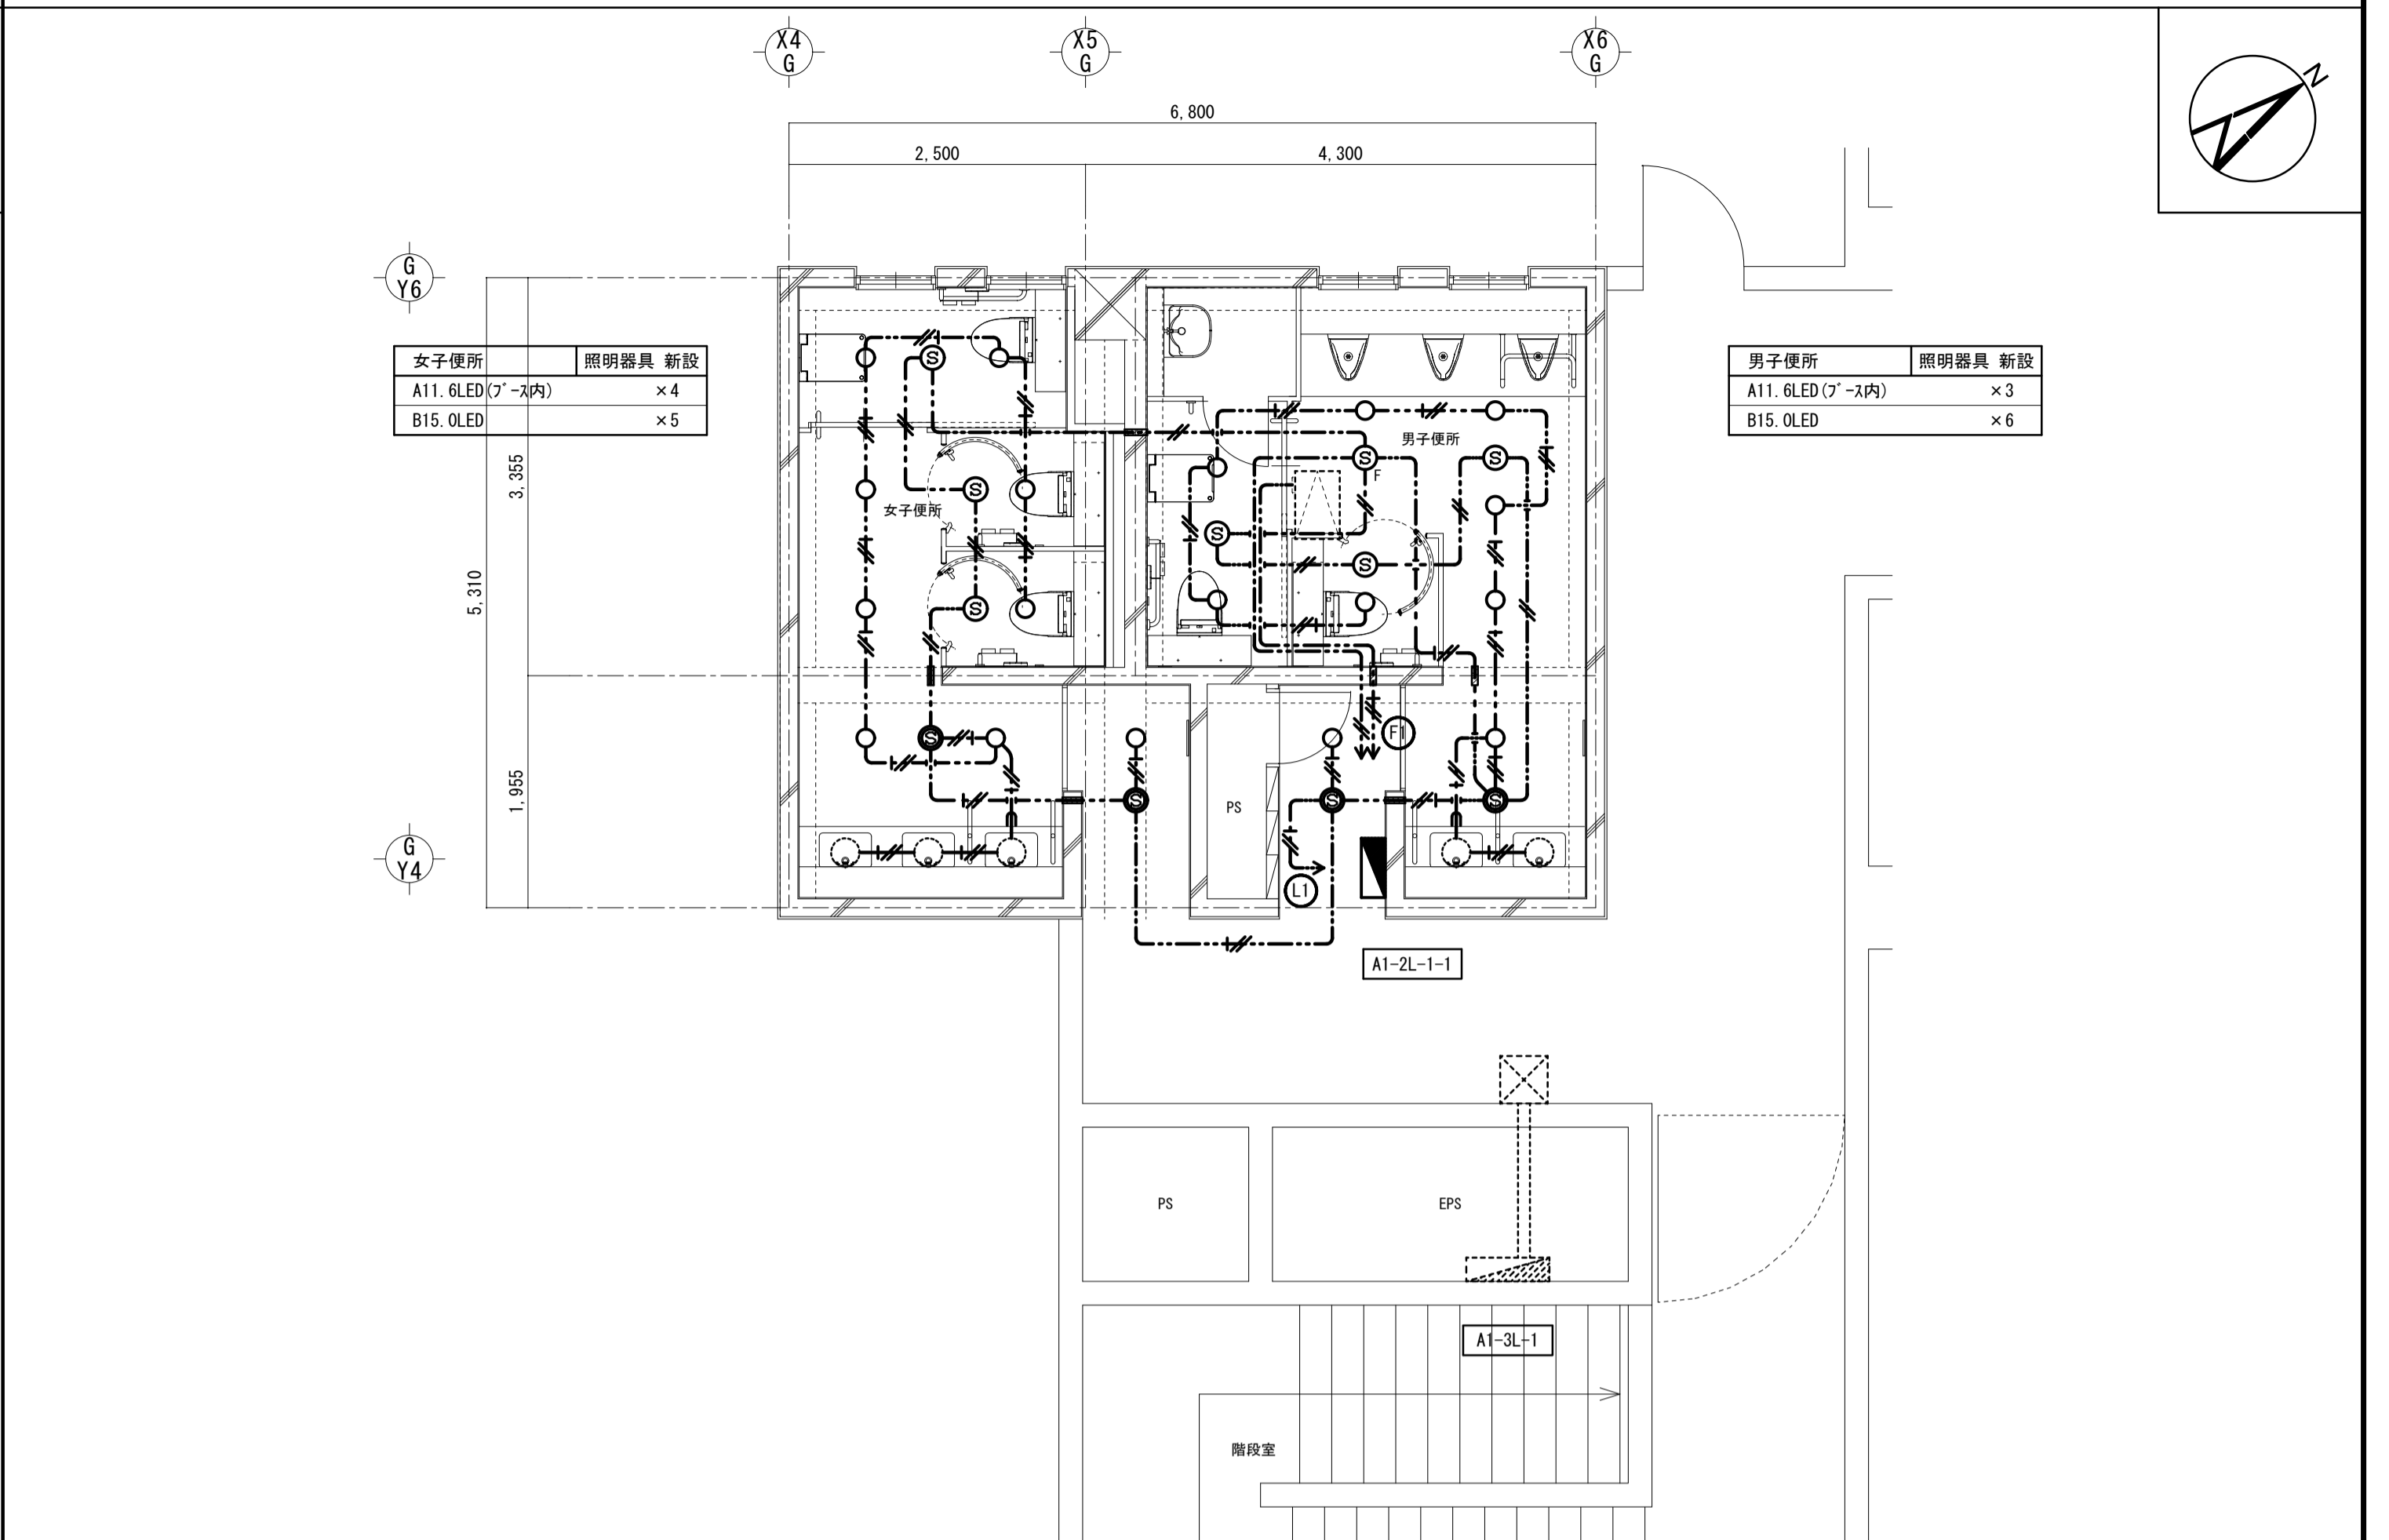 X4
G
X5
G
X6
G
N
6,800
2,500
4,300
G
Y6
女子便所 照明器具 新設
A11.6LED(ﾌﾞｰｽ内) ×4
B15.0LED ×5
男子便所 照明器具 新設
A11.6LED(ﾌﾞｰｽ内) ×3
B15.0LED ×6
S
男子便所
S
S
F
3,355
S
女子便所
S
S
5,310
S
S
F1
1,955
S
S
S
PS
G
Y4
L1
A1-2L-1-1
PS
EPS
A1-3L-1
階段室